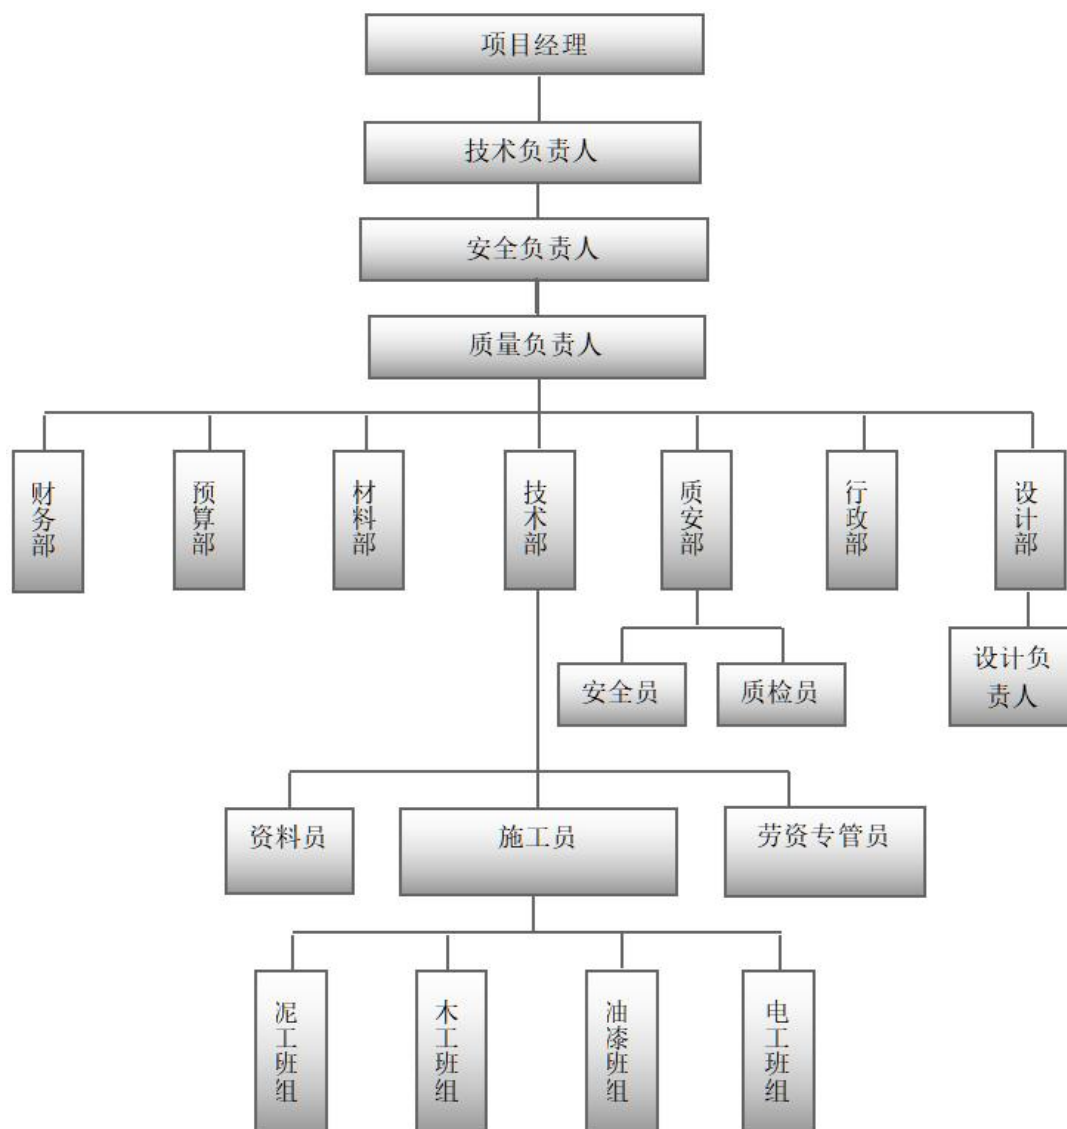 项目经理
技术负责人
安全负责人
质量负责人
财务部
预算部
材料部
技术部
质安部
行政部
设计部
安全员
质检员
设计负
责人
资料员
施工员
劳资专管员
泥工班组
木工班组
油漆班组
电工班组